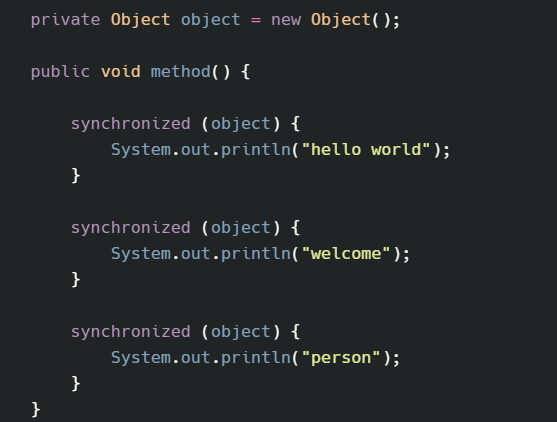 private Object object = new Object();
public void method() {
synchronized (object) {
System.out.println("hello world");
}
synchronized (object) {
System.out.println("welcome");
}
synchronized (object) {
System.out.println("person");
}
}